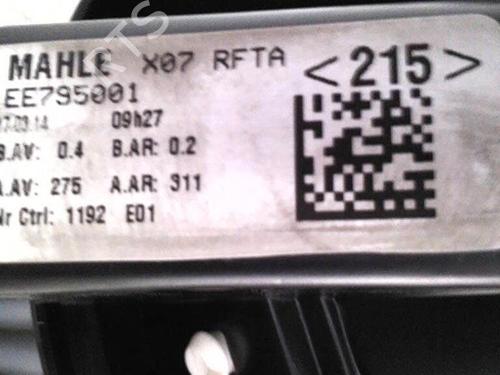 MAHLE X07 RFTA <215>
EE795001
09h27
B.AV: 0.4 B.AR: 0.2
A.AV: 275 A.AR: 311
Nr Ctrl: 1192 E01